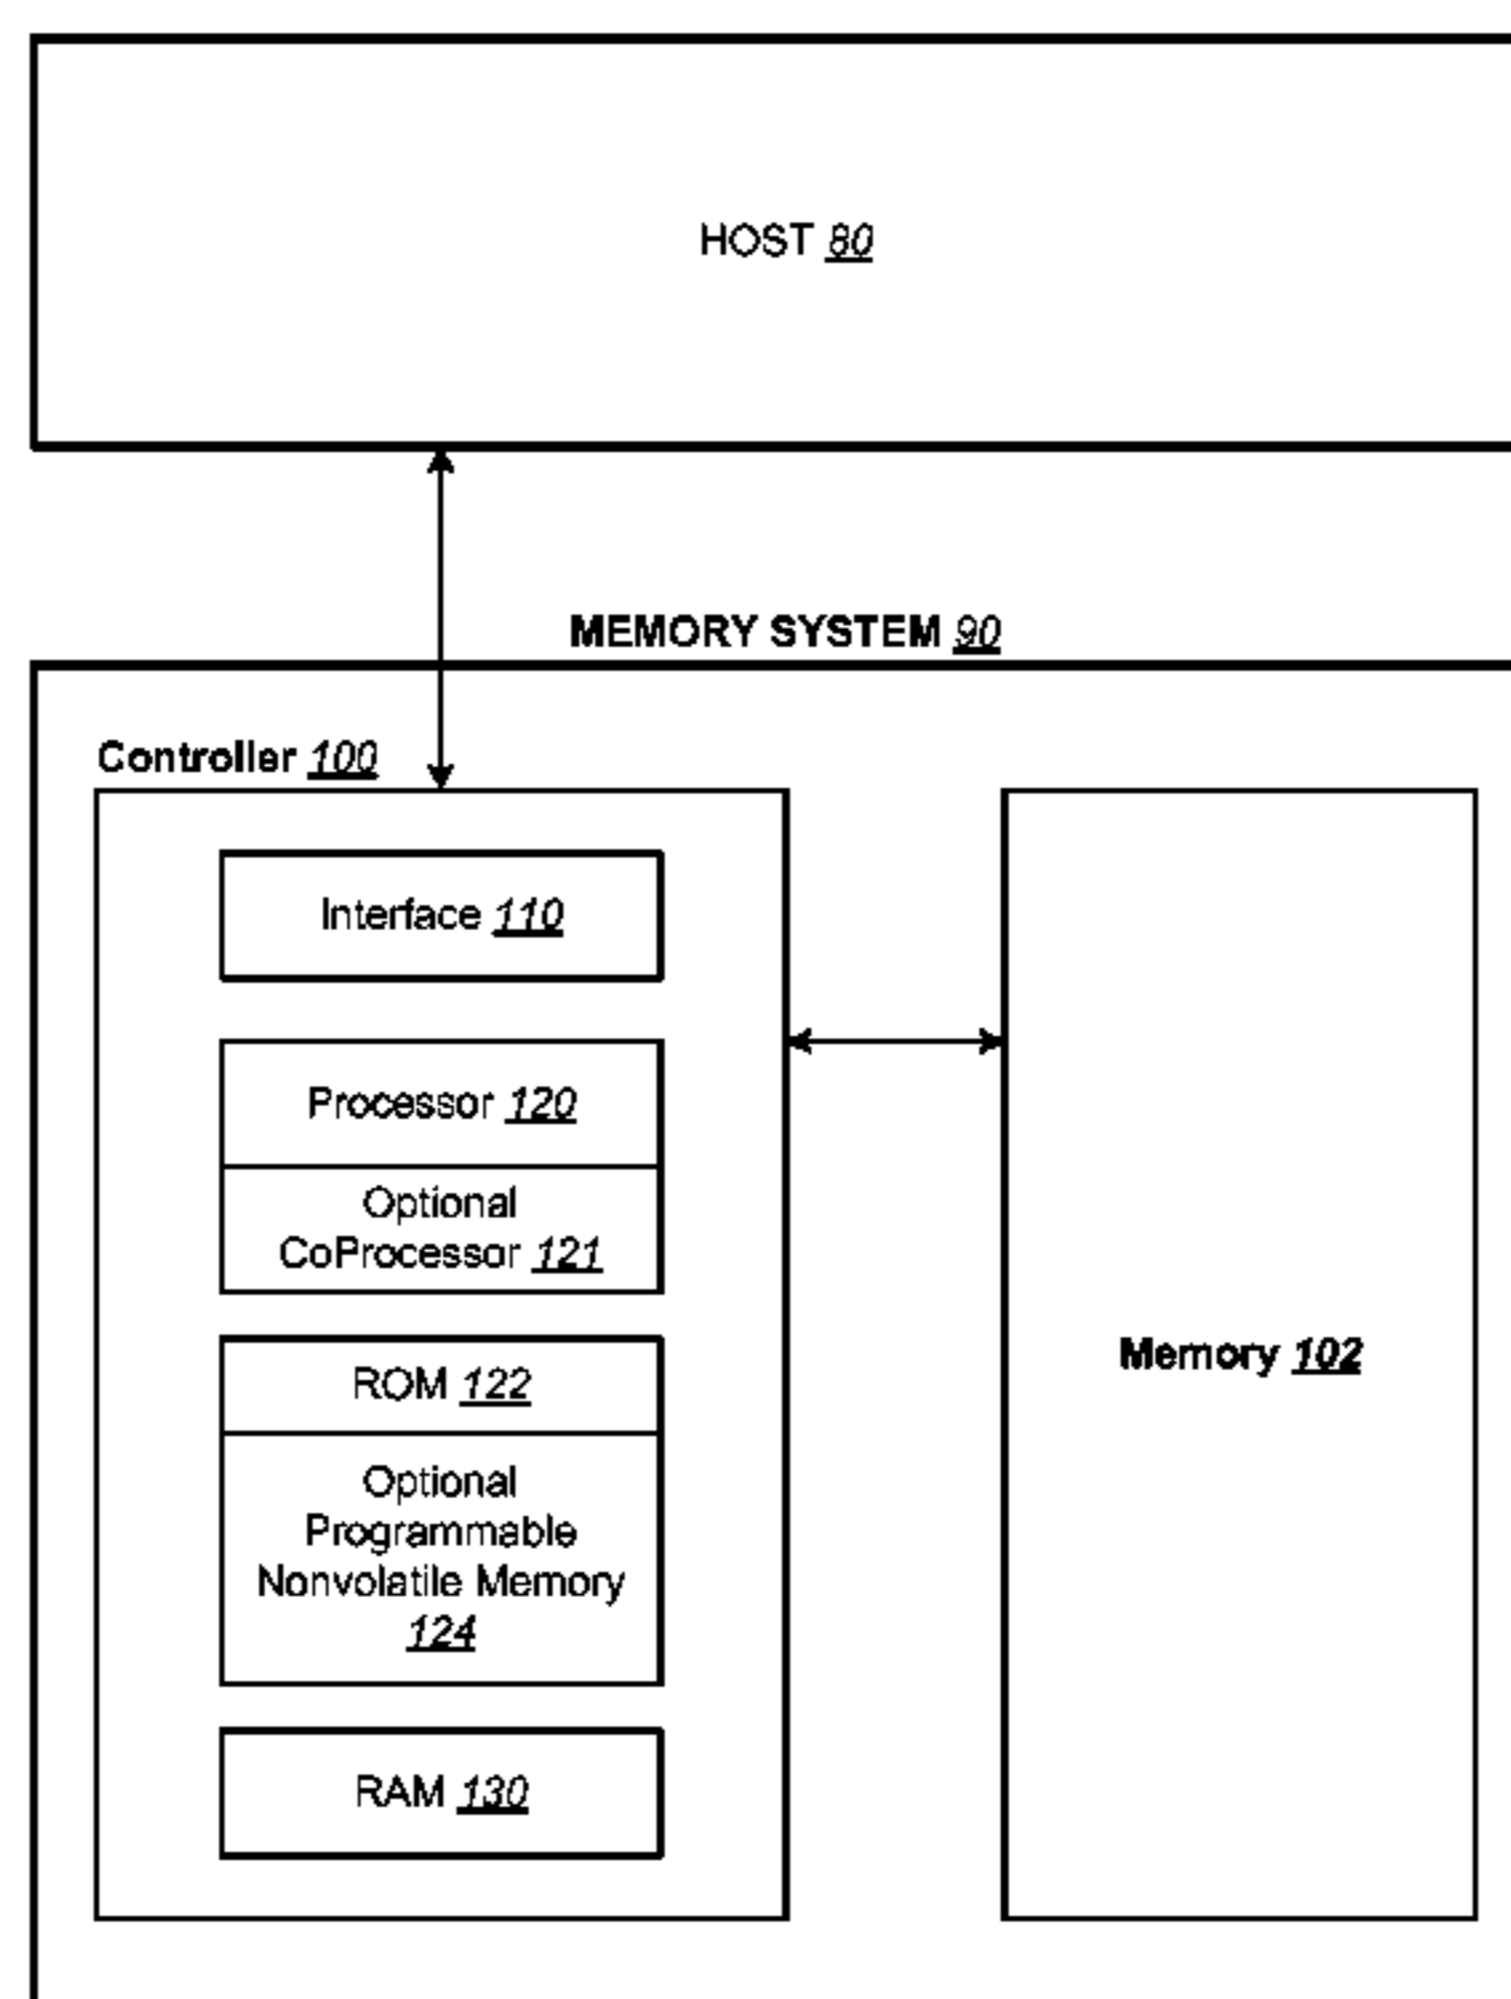 HOST 80
MEMORY SYSTEM 90
Controller 100
Interface 110
Processor 120
Optional
CoProcessor 121
ROM 122
Optional
Programmable
Nonvolatile Memory
124
RAM 130
Memory 102